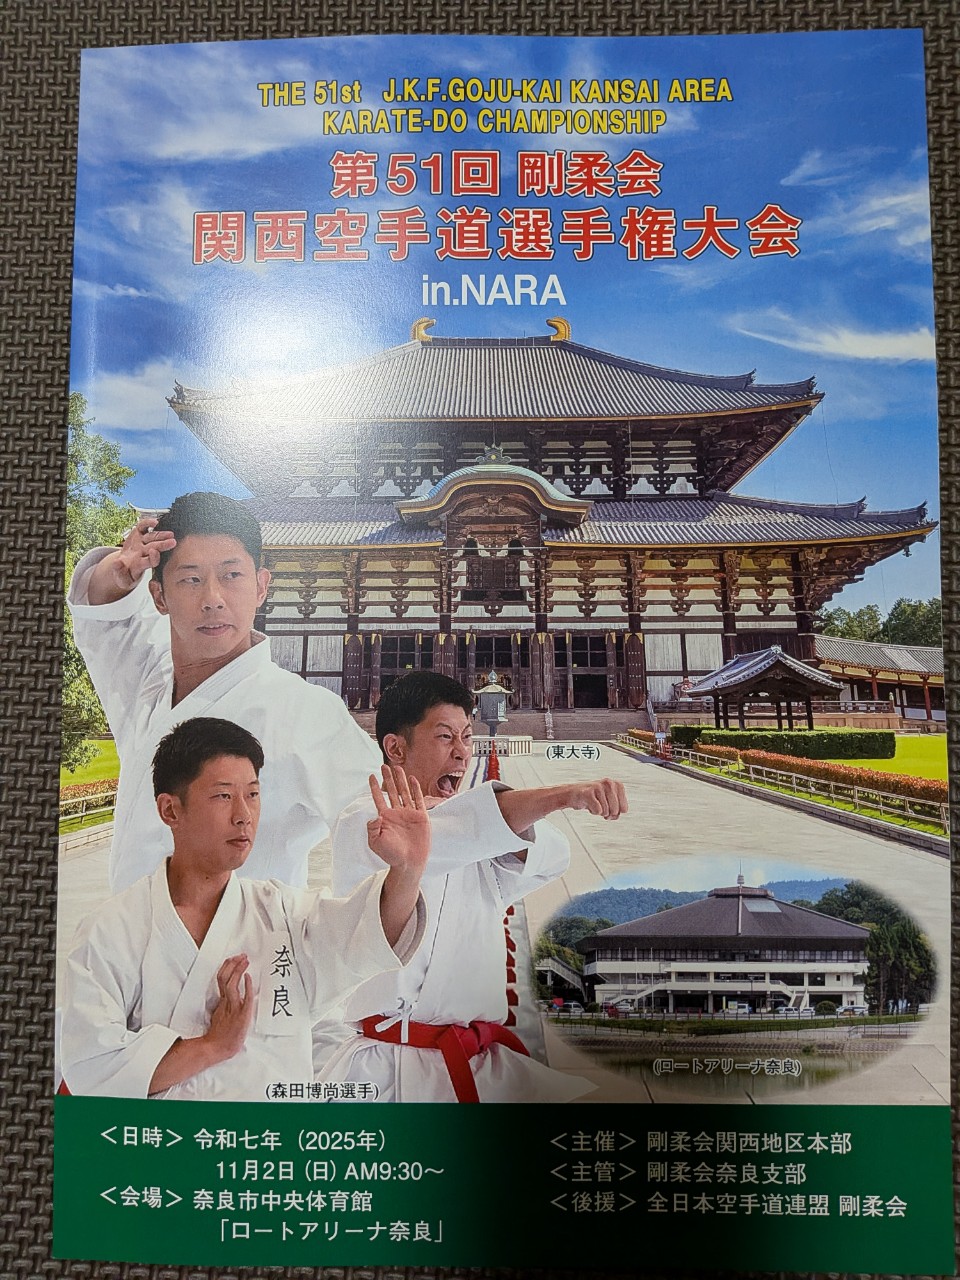 THE 51st J.K.F.GOJU-KAI KANSAI AREA
KARATE-DO CHAMPIONSHIP
第51回 剛柔会
関西空手道選手権大会
in.NARA
(東大寺)
奈良
(ロートアリーナ奈良)
(森田博尚選手)
<日時> 令和七年（2025年）
11月2日（日）AM9:30〜
<会場> 奈良市中央体育館
「ロートアリーナ奈良」
<主催> 剛柔会関西地区本部
<主管> 剛柔会奈良支部
<後援> 全日本空手道連盟 剛柔会